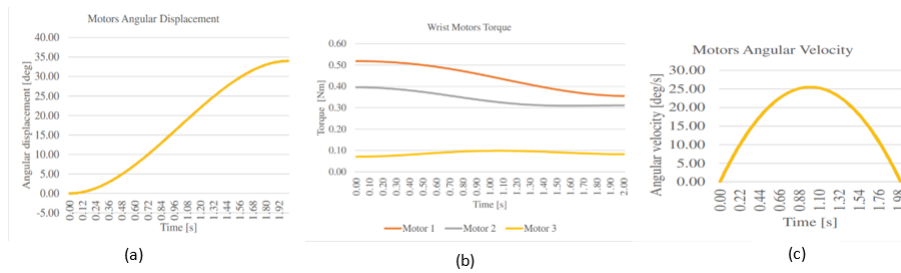 Motors Angular Displacement
Angular displacement [deg]
40.00
35.00
30.00
25.00
20.00
15.00
10.00
5.00
0.00
-5.00
0.00 0.12 0.24 0.36 0.48 0.60 0.72 0.84 0.96 1.08 1.20 1.32 1.44 1.56 1.68 1.80 1.92
Time [s]
(a)
Wrist Motors Torque
Torque [Nm]
0.60
0.50
0.40
0.30
0.20
0.10
0.00
0.00 0.10 0.20 0.30 0.40 0.50 0.60 0.70 0.80 0.90 1.00 1.10 1.20 1.30 1.40 1.50 1.60 1.70 1.80 1.90 2.00
Time [s]
Motor 1 Motor 2 Motor 3
(b)
Motors Angular Velocity
Angular velocity [deg/s]
30.00
25.00
20.00
15.00
10.00
5.00
0.00
0.00 0.22 0.44 0.66 0.88 1.10 1.32 1.54 1.76 1.98
Time [s]
(c)